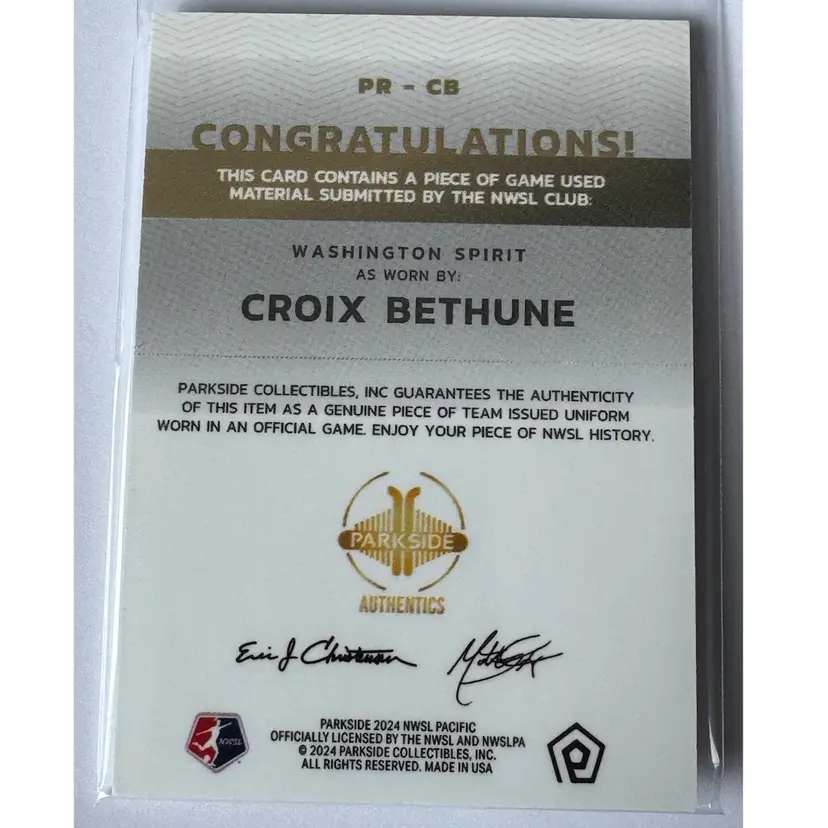 PR - CB
CONGRATULATIONS!
THIS CARD CONTAINS A PIECE OF GAME USED
MATERIAL SUBMITTED BY THE NWSL CLUB:
WASHINGTON SPIRIT
AS WORN BY:
CROIX BETHUNE
PARKSIDE COLLECTIBLES, INC GUARANTEES THE AUTHENTICITY
OF THIS ITEM AS A GENUINE PIECE OF TEAM ISSUED UNIFORM
WORN IN AN OFFICIAL GAME. ENJOY YOUR PIECE OF NWSL HISTORY.
PARKSIDE
AUTHENTICS
Eric J Christensen
NWSL
PARKSIDE 2024 NWSL PACIFIC
OFFICIALLY LICENSED BY THE NWSL AND NWSLPA
© 2024 PARKSIDE COLLECTIBLES, INC.
ALL RIGHTS RESERVED. MADE IN USA